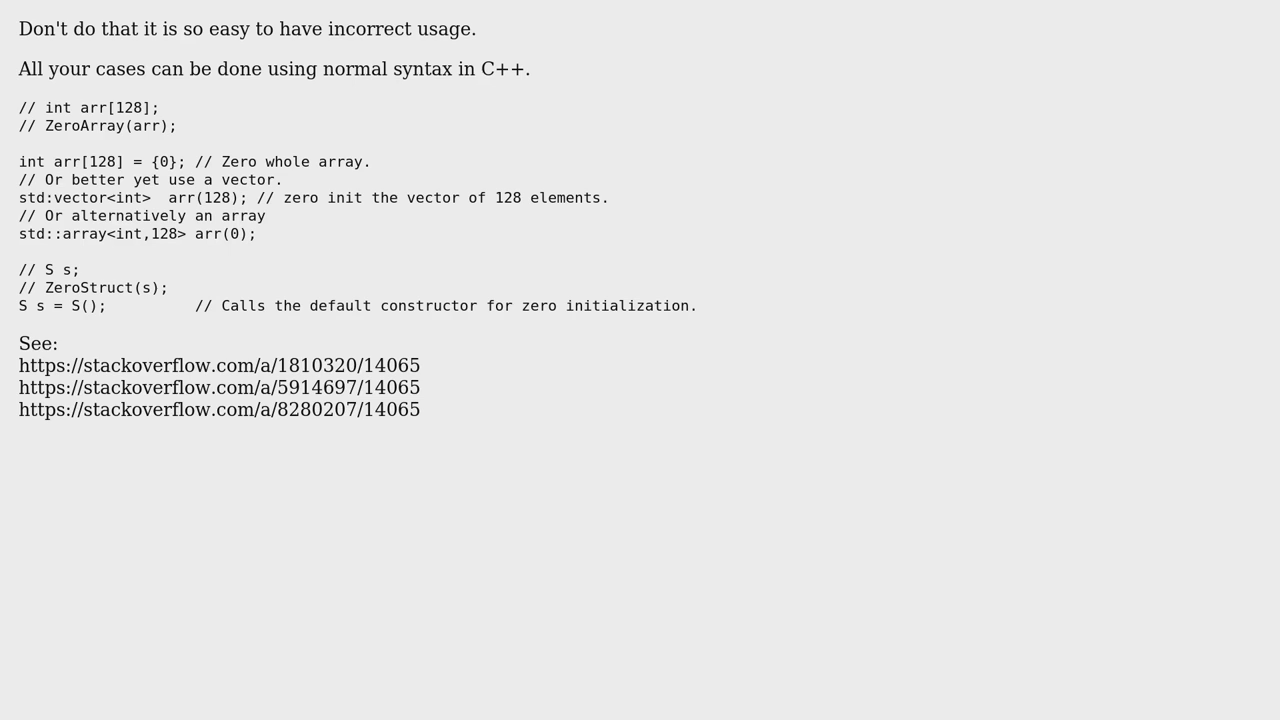 Don't do that it is so easy to have incorrect usage.
All your cases can be done using normal syntax in C++.
// int arr[128];
// ZeroArray(arr);
int arr[128] = {0}; // Zero whole array.
// Or better yet use a vector.
std:vector<int>  arr(128); // zero init the vector of 128 elements.
// Or alternatively an array
std::array<int,128> arr(0);
// S s;
// ZeroStruct(s);
S s = S();          // Calls the default constructor for zero initialization.
See:
https://stackoverflow.com/a/1810320/14065
https://stackoverflow.com/a/5914697/14065
https://stackoverflow.com/a/8280207/14065